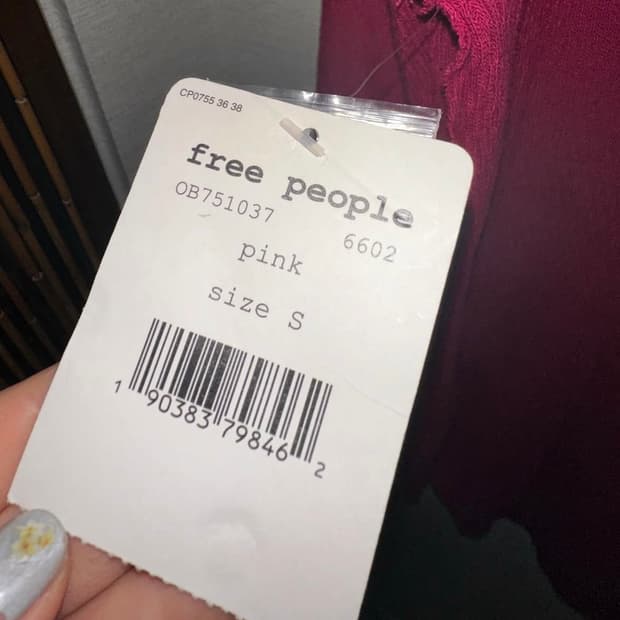 CP0755 36 38
free people
OB751037 6602
pink
size S
1 90383 79846 2